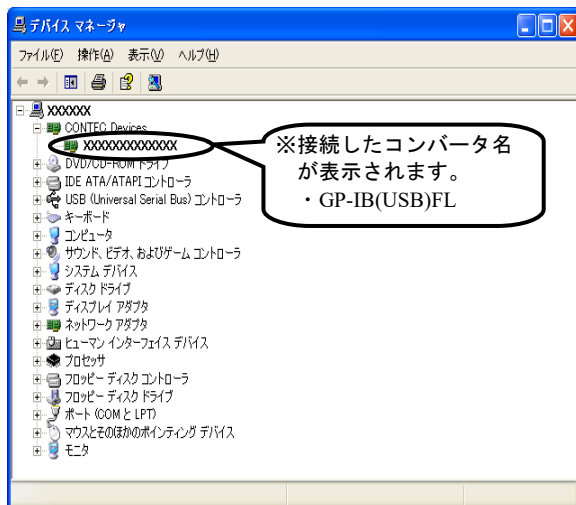 デバイス マネージャ
ファイル(F) 操作(A) 表示(V) ヘルプ(H)
XXXXXX
CONTEC Devices
XXXXXXXXXXXXX
※接続したコンバータ名
が表示されます。
・GP-IB(USB)FL
DVD/CD-ROM ドライブ
IDE ATA/ATAPI コントローラ
USB (Universal Serial Bus) コントローラ
キーボード
コンピュータ
サウンド、ビデオ、およびゲーム コントローラ
システム デバイス
ディスク ドライブ
ディスプレイ アダプタ
ネットワーク アダプタ
ヒューマン インターフェイス デバイス
プロセッサ
フロッピー ディスク コントローラ
フロッピー ディスク ドライブ
ポート (COM と LPT)
マウスとそのほかのポインティング デバイス
モニタ